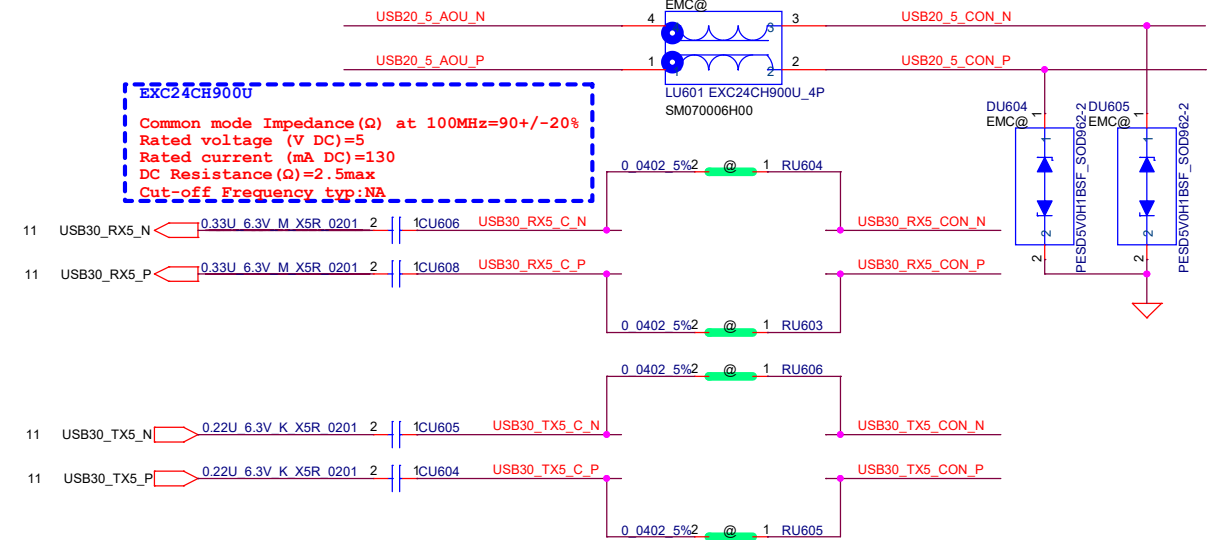 EMC@
USB20_5_AOU_N
4
3
USB20_5_CON_N
3
USB20_5_AOU_P
1
2
USB20_5_CON_P
2
LU601 EXC24CH900U_4P
SM070006H00
EXC24CH900U
Common mode Impedance(Ω) at 100MHz=90+/-20%
Rated voltage (V DC)=5
Rated current (mA DC)=130
DC Resistance(Ω)=2.5max
Cut-off Frequency typ:NA
DU604
EMC@
1
1
2
2
PESD5V0H1BSF_SOD962-2
DU605
EMC@
1
1
2
2
PESD5V0H1BSF_SOD962-2
0_0402_5% 2 @ 1 RU604
11 USB30_RX5_N 0.33U_6.3V_M_X5R_0201 2 1 CU606 USB30_RX5_C_N USB30_RX5_CON_N
11 USB30_RX5_P 0.33U_6.3V_M_X5R_0201 2 1 CU608 USB30_RX5_C_P USB30_RX5_CON_P
0_0402_5% 2 @ 1 RU603
0_0402_5% 2 @ 1 RU606
11 USB30_TX5_N 0.22U_6.3V_K_X5R_0201 2 1 CU605 USB30_TX5_C_N USB30_TX5_CON_N
11 USB30_TX5_P 0.22U_6.3V_K_X5R_0201 2 1 CU604 USB30_TX5_C_P USB30_TX5_CON_P
0_0402_5% 2 @ 1 RU605